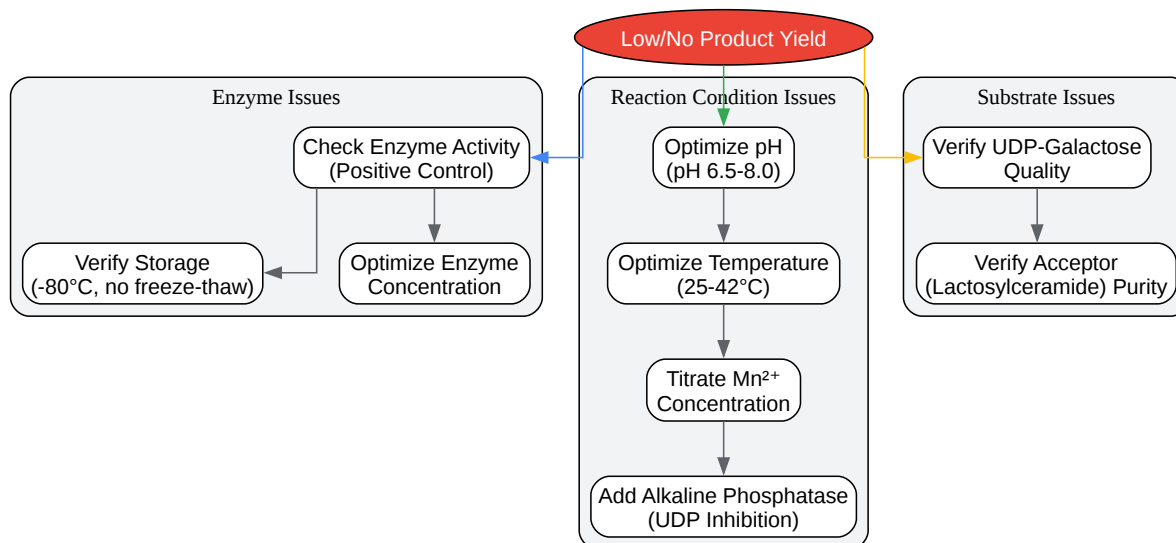 Low/No Product Yield
Enzyme Issues
Check Enzyme Activity
(Positive Control)
Verify Storage
(-80°C, no freeze-thaw)
Optimize Enzyme
Concentration
Reaction Condition Issues
Optimize pH
(pH 6.5-8.0)
Optimize Temperature
(25-42°C)
Titrate Mn²⁺
Concentration
Add Alkaline Phosphatase
(UDP Inhibition)
Substrate Issues
Verify UDP-Galactose
Quality
Verify Acceptor
(Lactosylceramide) Purity